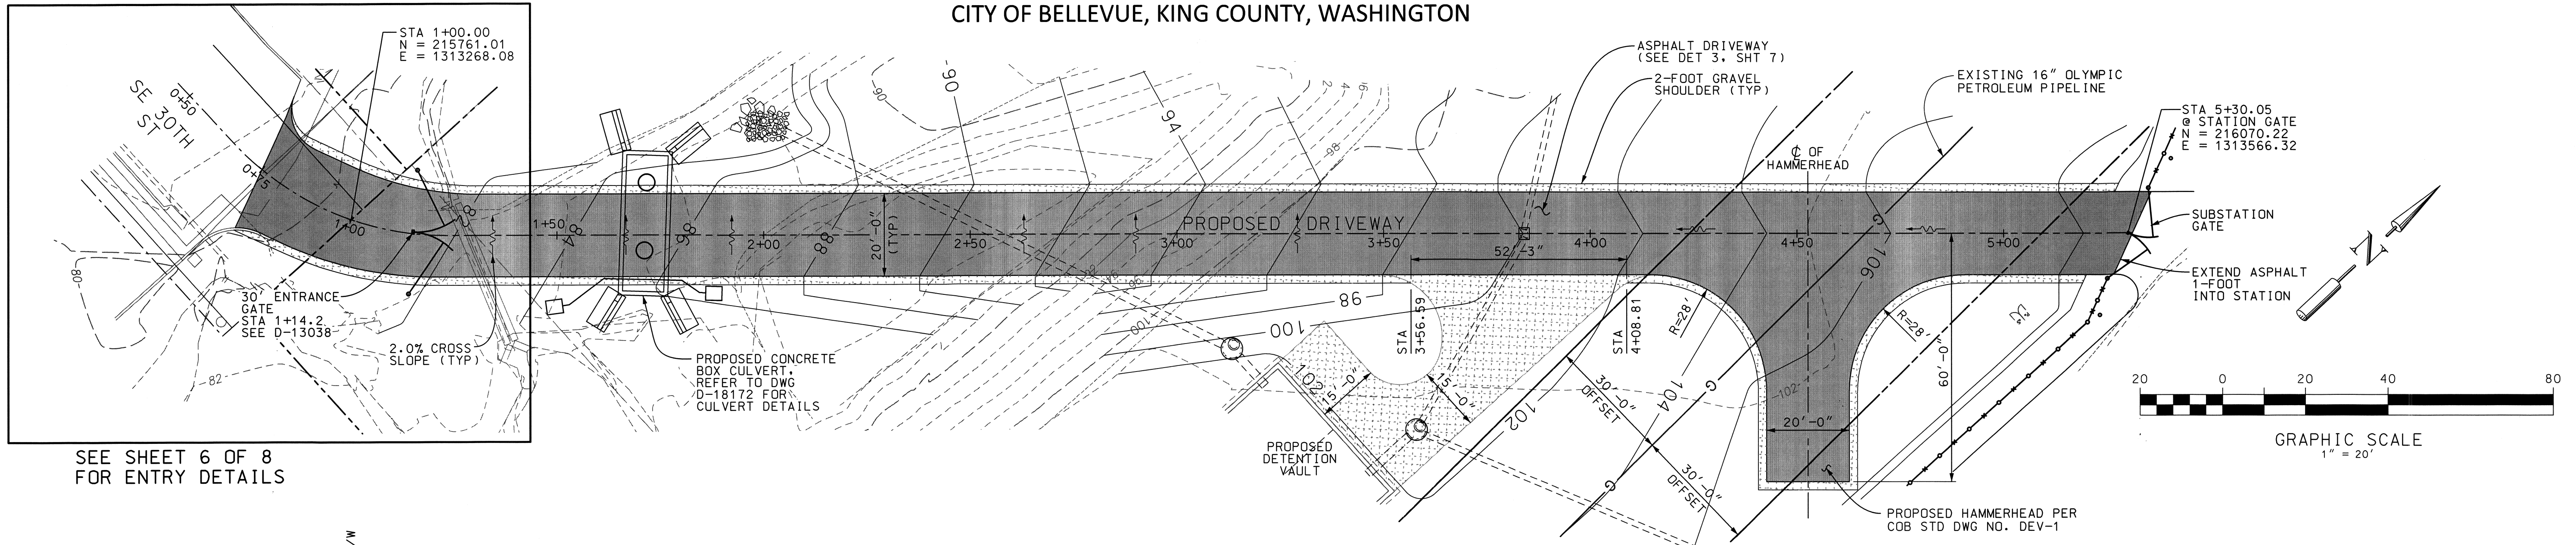 CITY OF BELLEVUE, KING COUNTY, WASHINGTON
STA 1+00.00
N = 215761.01
E = 1313268.08
SE 30TH
ST
0+50
0+75
1+00
80
82
30' ENTRANCE
GATE
STA 1+14.2
SEE D-13038
2.0% CROSS
SLOPE (TYP)
SEE SHEET 6 OF 8
FOR ENTRY DETAILS
1+50
84
86
2+00
88
20'-0"
(TYP)
2+50
90
90
94
3+00
PROPOSED DRIVEWAY
3+50
98
98
100
100
PROPOSED CONCRETE
BOX CULVERT.
REFER TO DWG
D-18172 FOR
CULVERT DETAILS
ASPHALT DRIVEWAY
(SEE DET 3, SHT 7)
2-FOOT GRAVEL
SHOULDER (TYP)
52'-3"
4+00
STA
3+56.59
STA
4+08.81
102
15'-0"
15'-0"
PROPOSED
DETENTION
VAULT
102
104
102
106
G
G
G
30'-0"
OFFSET
30'-0"
OFFSET
R=28'
R=28'
℄ OF
HAMMERHEAD
4+50
5+00
EXISTING 16" OLYMPIC
PETROLEUM PIPELINE
20'-0"
60'-0"
STA 5+30.05
@ STATION GATE
N = 216070.22
E = 1313566.32
SUBSTATION
GATE
EXTEND ASPHALT
1-FOOT
INTO STATION
PROPOSED HAMMERHEAD PER
COB STD DWG NO. DEV-1
N
20 0 20 40 80
GRAPHIC SCALE
1" = 20'